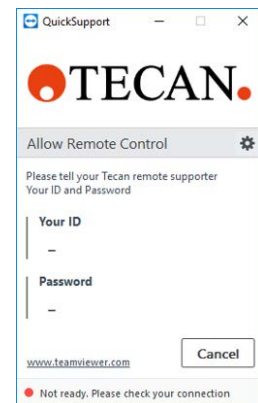 QuickSupport
TECAN.
Allow Remote Control
Please tell your Tecan remote supporter
Your ID and Password
Your ID
–
Password
–
www.teamviewer.com
Cancel
Not ready. Please check your connection